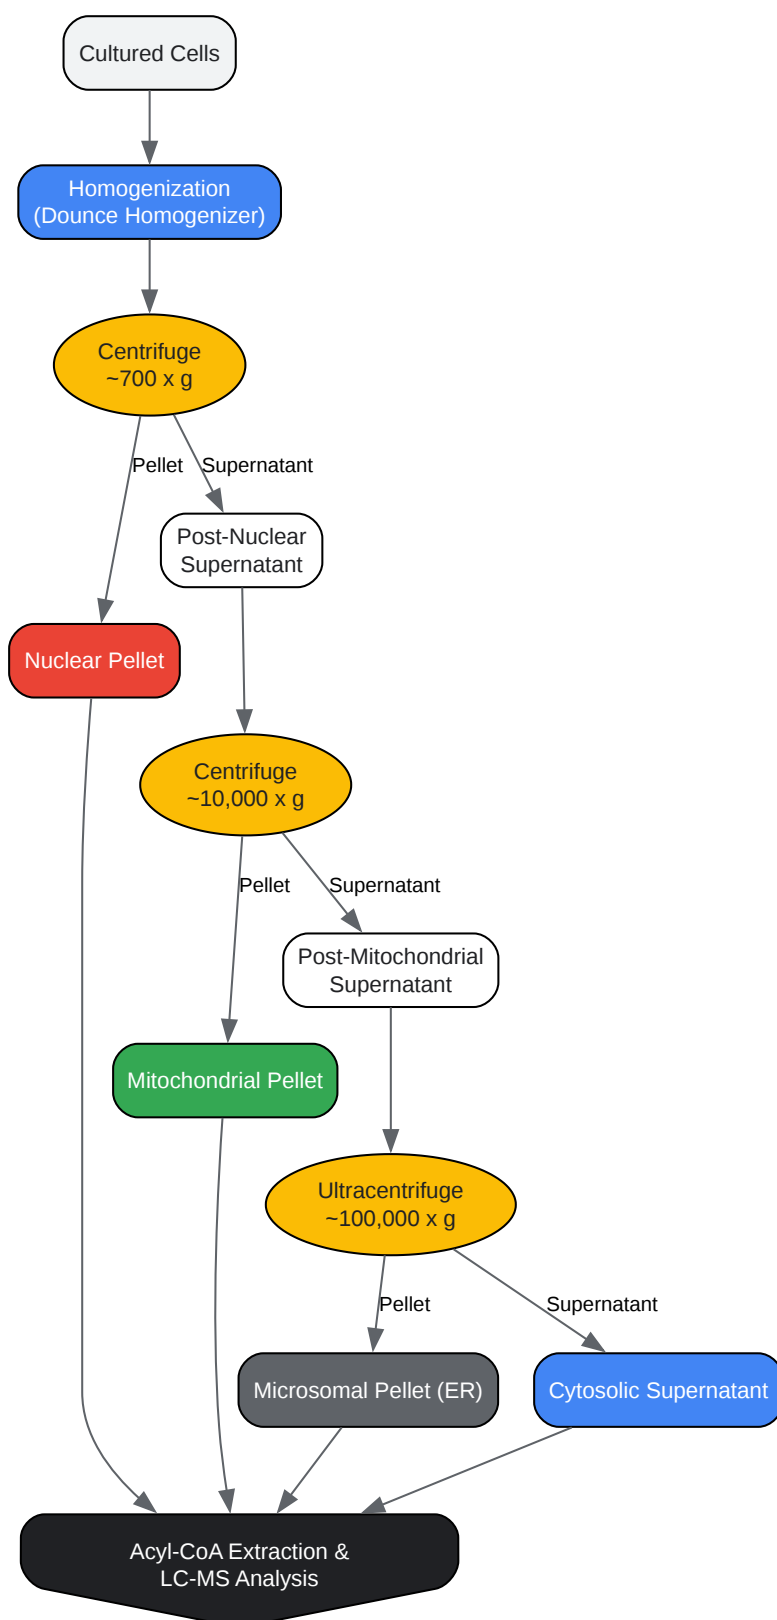 Cultured Cells
Homogenization
(Dounce Homogenizer)
Centrifuge
~700 x g
Pellet
Supernatant
Post-Nuclear
Supernatant
Nuclear Pellet
Centrifuge
~10,000 x g
Pellet
Supernatant
Post-Mitochondrial
Supernatant
Mitochondrial Pellet
Ultracentrifuge
~100,000 x g
Pellet
Supernatant
Microsomal Pellet (ER)
Cytosolic Supernatant
Acyl-CoA Extraction &
LC-MS Analysis